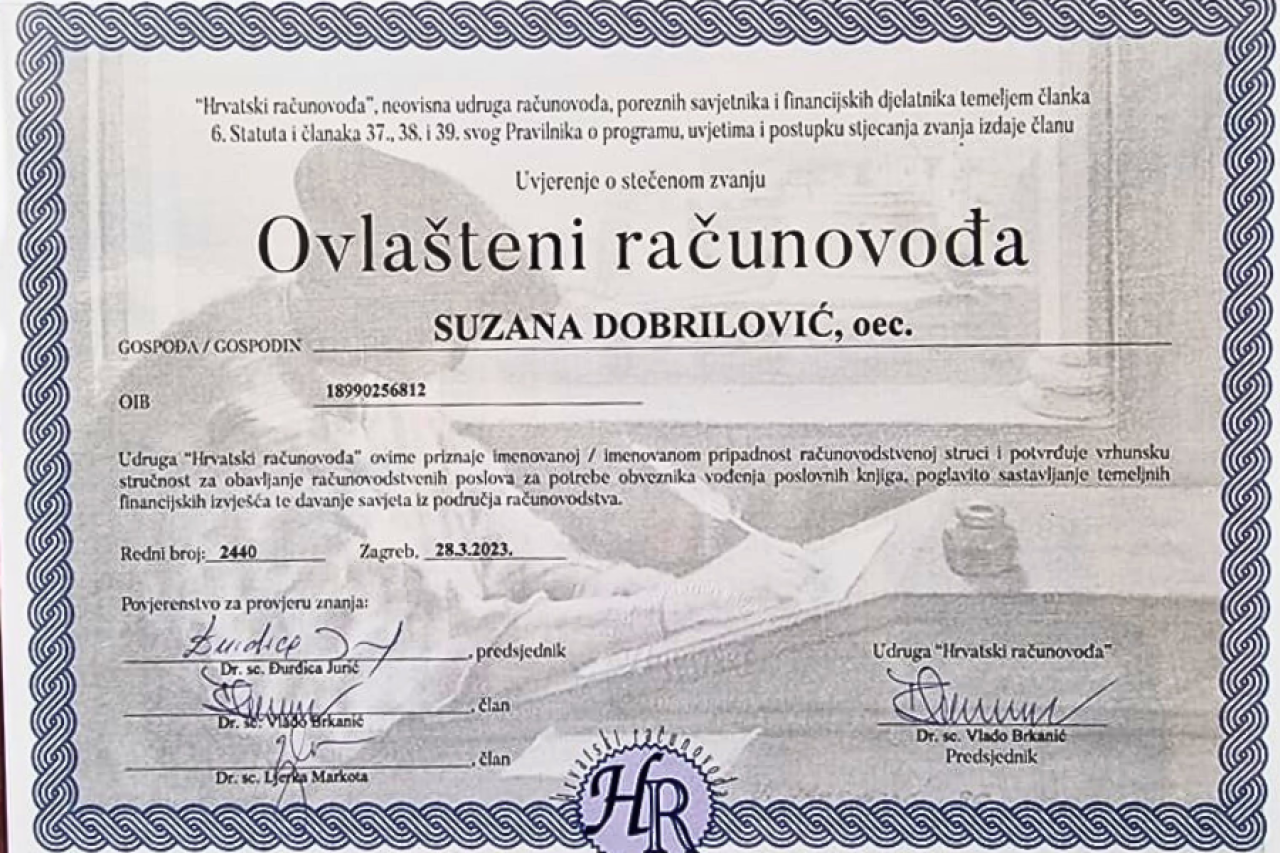 "Hrvatski računovođa", neovisna udruga računovođa, poreznih savjetnika i financijskih djelatnika temeljem članka
6. Statuta i članaka 37., 38. i 39. svog Pravilnika o programu, uvjetima i postupku stjecanja zvanja izdaje članu
Uvjerenje o stečenom zvanju
Ovlašteni računovođa
SUZANA DOBRILOVIĆ, oec.
GOSPOĐA / GOSPODIN
18990256812
OIB
Udruga "Hrvatski računovođa" ovime priznaje imenovanoj / imenovanom pripadnost računovodstvenoj struci i potvrđuje vrhunsku
stručnost za obavljanje računovodstvenih poslova za potrebe obveznika vođenja poslovnih knjiga, poglavito sastavljanje temeljnih
financijskih izvješća te davanje savjeta iz područja računovodstva.
Redni broj: 2440 Zagreb, 28.3.2023.
Povjerenstvo za provjeru znanja:
, predsjednik
Dr. sc. Đurđica Jurić
, član
Dr. sc. Vlado Brkanić
, član
Dr. sc. Ljerka Markota
Udruga "Hrvatski računovođa"
Dr. sc. Vlado Brkanić
Predsjednik
hrvatski računovođa
HR